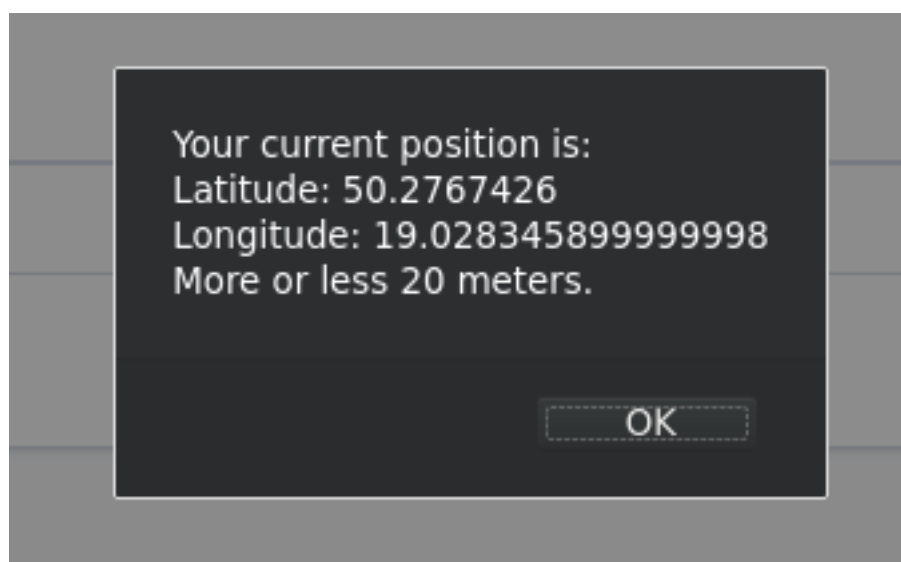 Your current position is:
Latitude: 50.2767426
Longitude: 19.028345899999998
More or less 20 meters.
OK